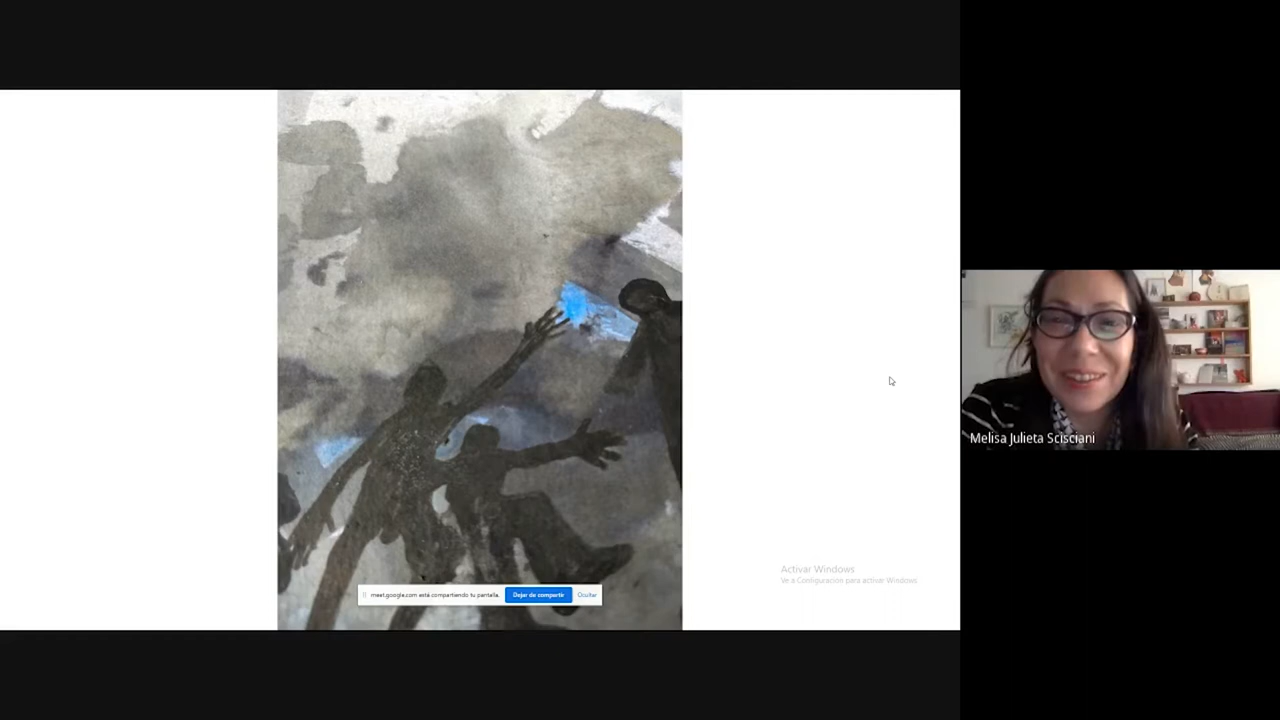 Melisa Julieta Scisciani
Activar Windows
Ve a Configuración para activar Windows
meet.google.com está compartiendo tu pantalla.
Dejar de compartir
Ocultar